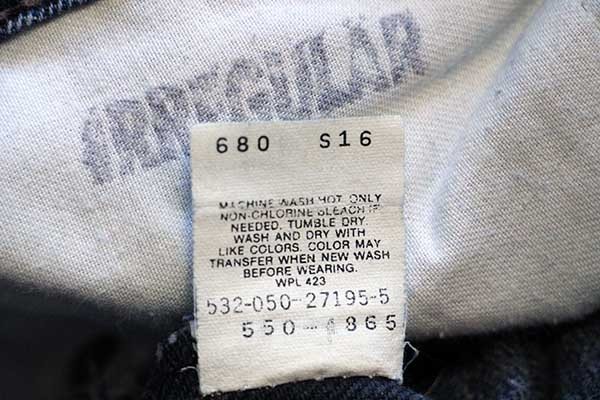 IRREGULAR
680 S16
MACHINE WASH HOT ONLY
NON-CHLORINE BLEACH IF
NEEDED. TUMBLE DRY
WASH AND DRY WITH
LIKE COLORS. COLOR MAY
TRANSFER WHEN NEW WASH
BEFORE WEARING.
WPL 423
532-050-27195-5
550 865